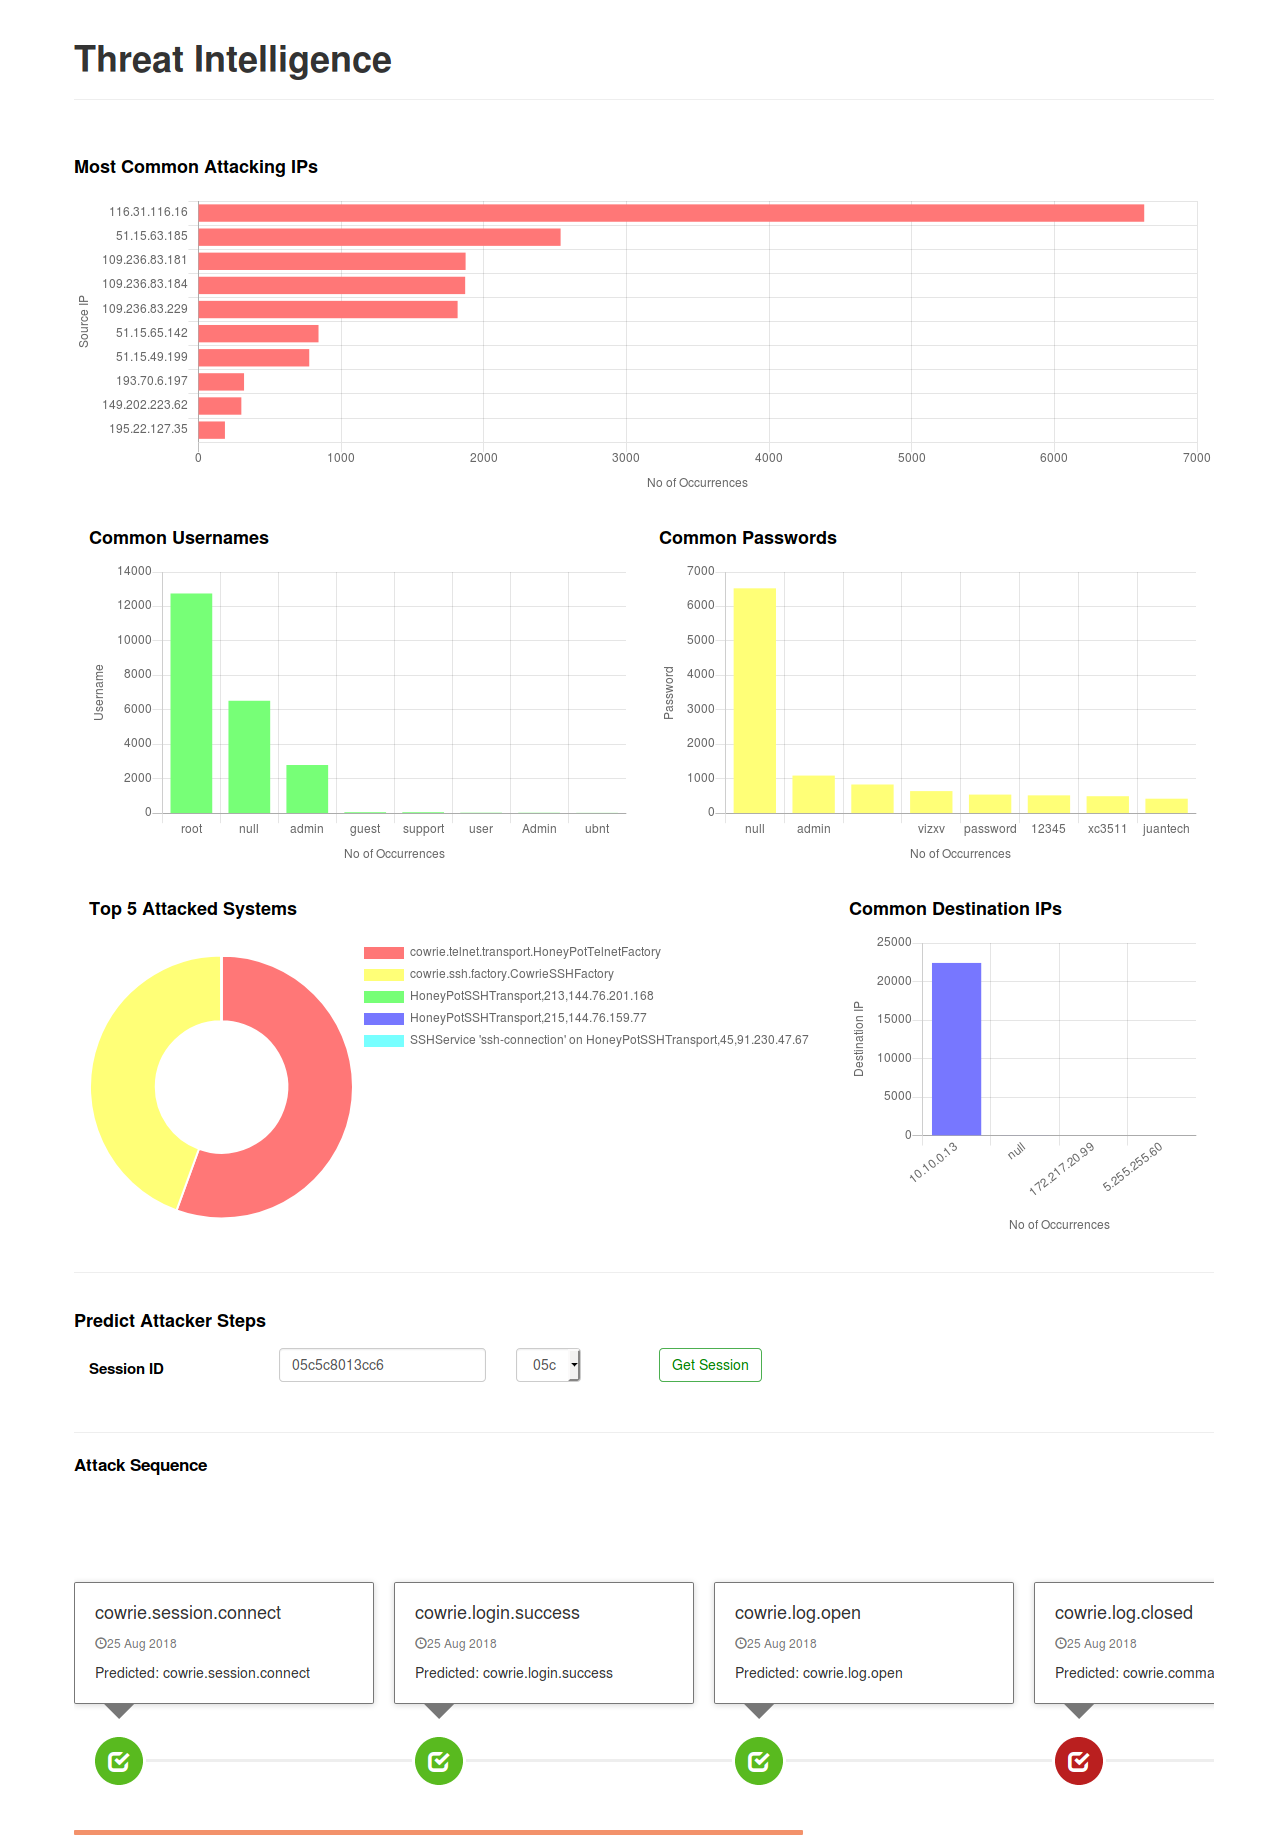 Threat Intelligence
Most Common Attacking IPs
116.31.116.16
51.15.63.185
109.236.83.181
109.236.83.184
109.236.83.229
51.15.65.142
51.15.49.199
193.70.6.197
149.202.223.62
195.22.127.35
Source IP
0 1000 2000 3000 4000 5000 6000 7000
No of Occurrences
Common Usernames
14000
12000
10000
8000
6000
4000
2000
0
Username
root null admin guest support user Admin ubnt
No of Occurrences
Common Passwords
7000
6000
5000
4000
3000
2000
1000
0
Password
null admin vizxv password 12345 xc3511 juantech
No of Occurrences
Top 5 Attacked Systems
cowrie.telnet.transport.HoneyPotTelnetFactory
cowrie.ssh.factory.CowrieSSHFactory
HoneyPotSSHTransport,213,144.76.201.168
HoneyPotSSHTransport,215,144.76.159.77
SSHService 'ssh-connection' on HoneyPotSSHTransport,45,91.230.47.67
Common Destination IPs
25000
20000
15000
10000
5000
0
Destination IP
10.10.0.13 null 172.217.20.99 5.255.255.60
No of Occurrences
Predict Attacker Steps
Session ID 05c5c8013cc6 05c Get Session
Attack Sequence
cowrie.session.connect
25 Aug 2018
Predicted: cowrie.session.connect
cowrie.login.success
25 Aug 2018
Predicted: cowrie.login.success
cowrie.log.open
25 Aug 2018
Predicted: cowrie.log.open
cowrie.log.closed
25 Aug 2018
Predicted: cowrie.comma